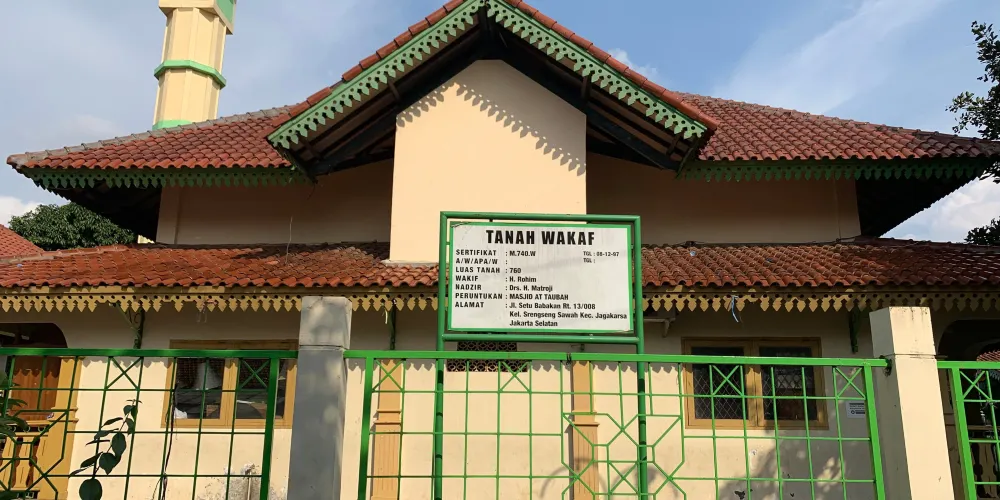 TANAH WAKAF
SERTIFIKAT : M.740.W TGL : 08-12-97
A/W/APA/W : TGL :
LUAS TANAH : 760
WAKIF : H. Rohim
NADZIR : Drs. H. Matroji
PERUNTUKAN : MASJID AT TAUBAH
ALAMAT : Jl. Setu Babakan Rt. 13/008
Kel. Srengseng Sawah Kec. Jagakarsa
Jakarta Selatan